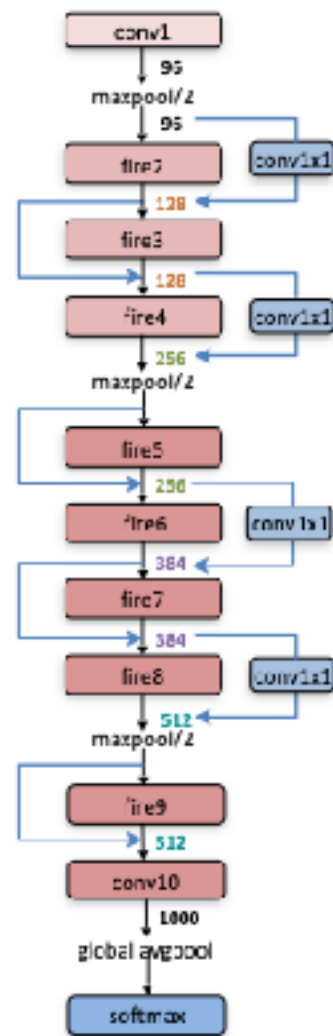 conv1
96
maxpool/2
96
fire2
conv1x1
128
fire3
128
fire4
conv1x1
256
maxpool/2
fire5
256
fire6
conv1x1
384
fire7
384
fire8
conv1x1
512
maxpool/2
fire9
512
conv10
1000
global avgpool
softmax